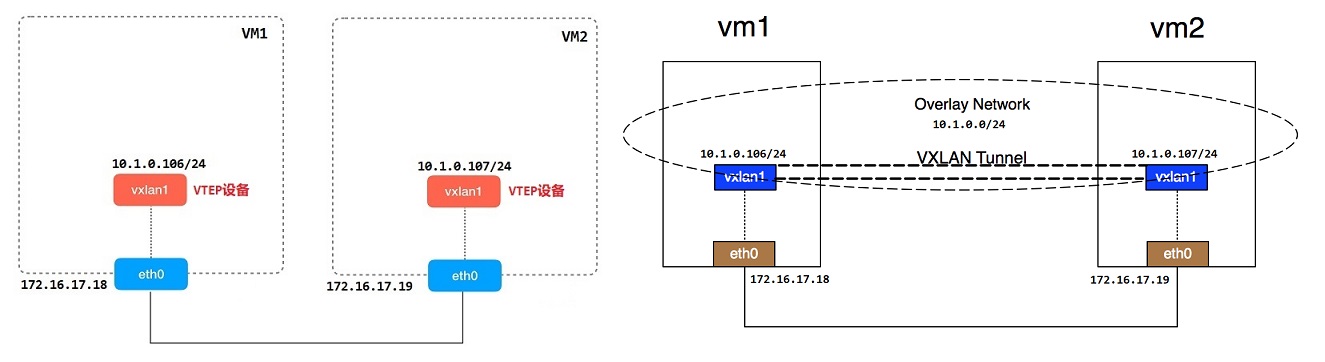 VM1
10.1.0.106/24
vxlan1
VTEP设备
eth0
172.16.17.18
VM2
10.1.0.107/24
vxlan1
VTEP设备
eth0
172.16.17.19
vm1
vm2
Overlay Network
10.1.0.0/24
10.1.0.106/24
VXLAN Tunnel
10.1.0.107/24
vxlan1
vxlan1
eth0
eth0
172.16.17.18
172.16.17.19